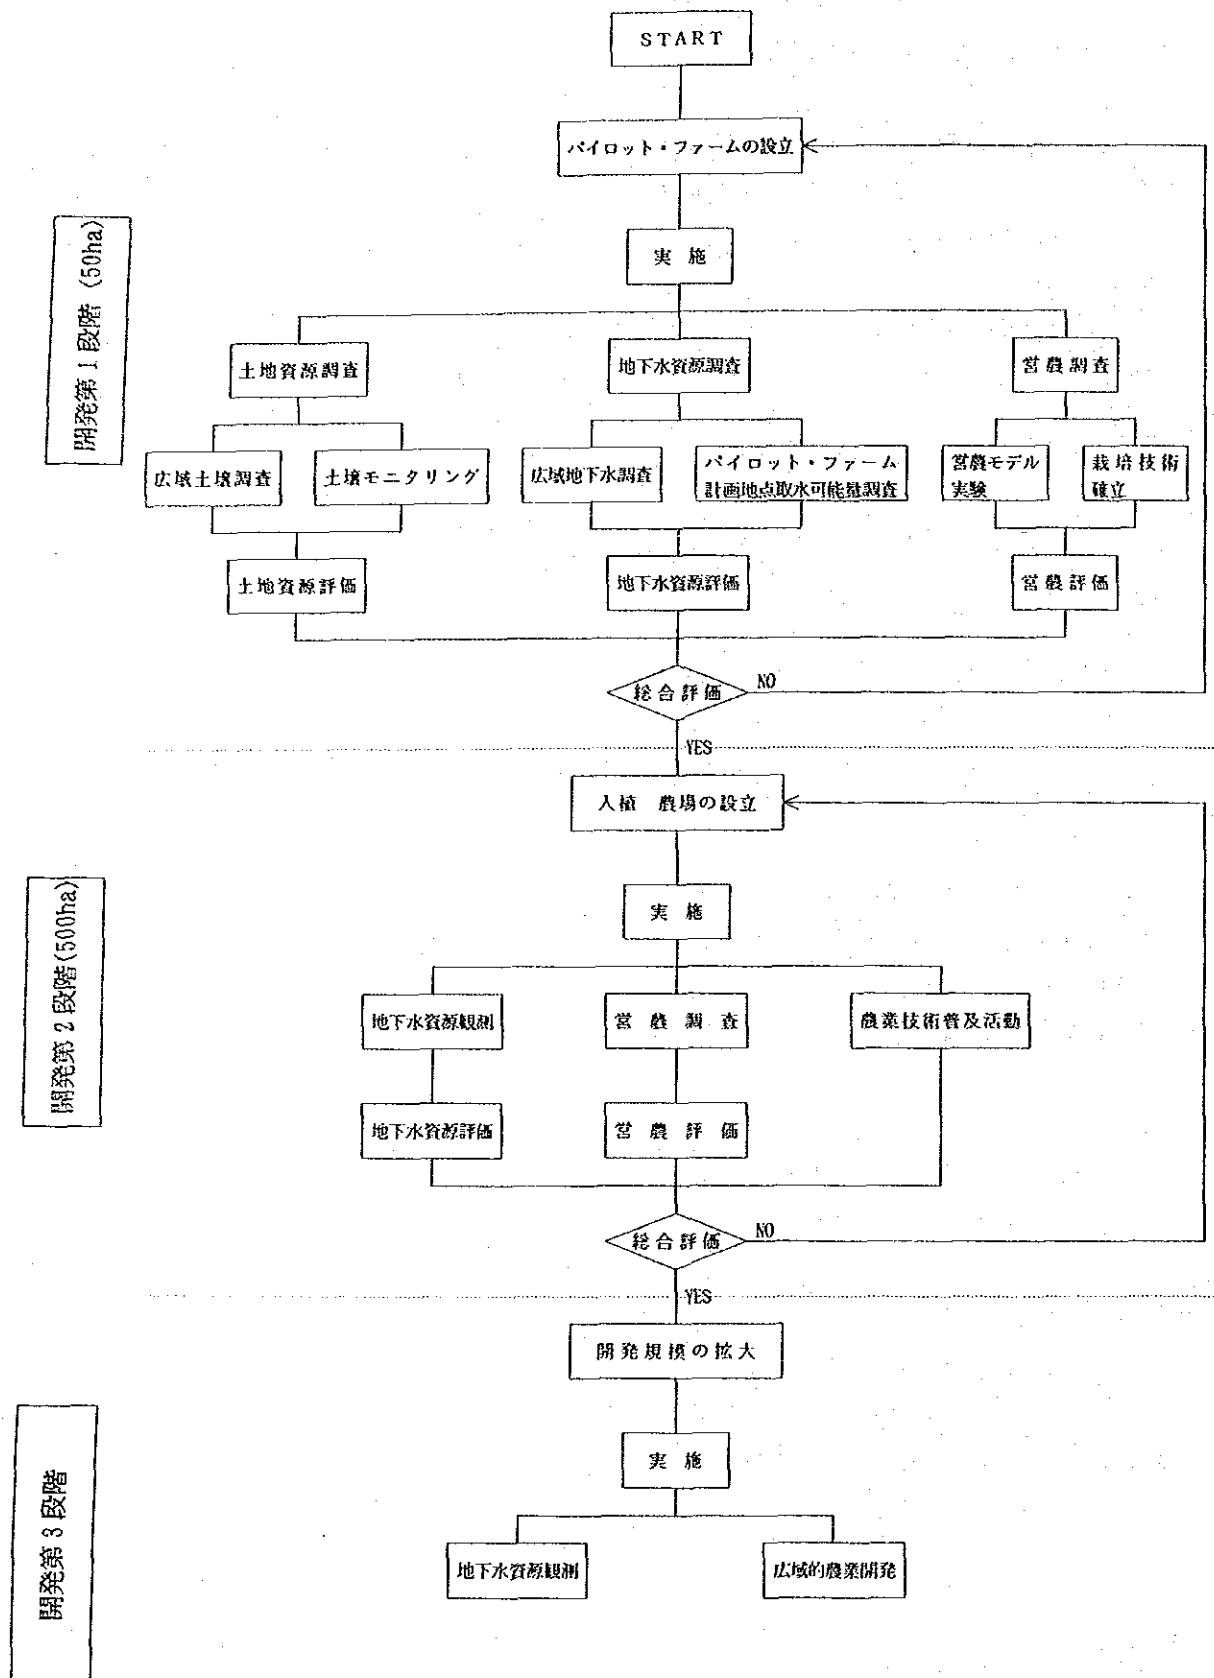 START
パイロット・ファームの設立
開発第1段階 (50ha)
実 施
土地資源調査
地下水資源調査
営農調査
広域土壌調査
土壌モニタリング
広域地下水調査
パイロット・ファーム
計画地点取水可能量調査
営農モデル
実験
栽培技術
確立
土地資源評価
地下水資源評価
営農評価
総合評価
NO
YES
入植 農場の設立
開発第2段階(500ha)
実 施
地下水資源観測
営 農 調 査
農業技術普及活動
地下水資源評価
営 農 評 価
総合評価
NO
YES
開発規模の拡大
開発第3段階
実 施
地下水資源観測
広域的農業開発